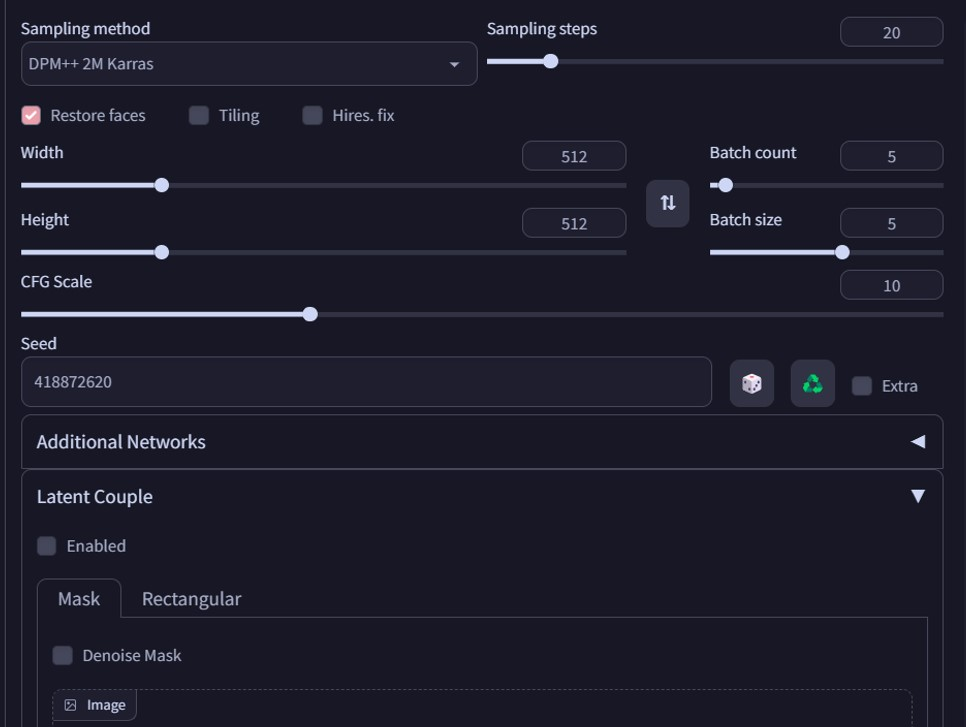 Sampling method
Sampling steps
20
DPM++ 2M Karras
Restore faces
Tiling
Hires. fix
Width
512
Batch count
5
Height
512
Batch size
5
CFG Scale
10
Seed
418872620
Extra
Additional Networks
Latent Couple
Enabled
Mask
Rectangular
Denoise Mask
Image